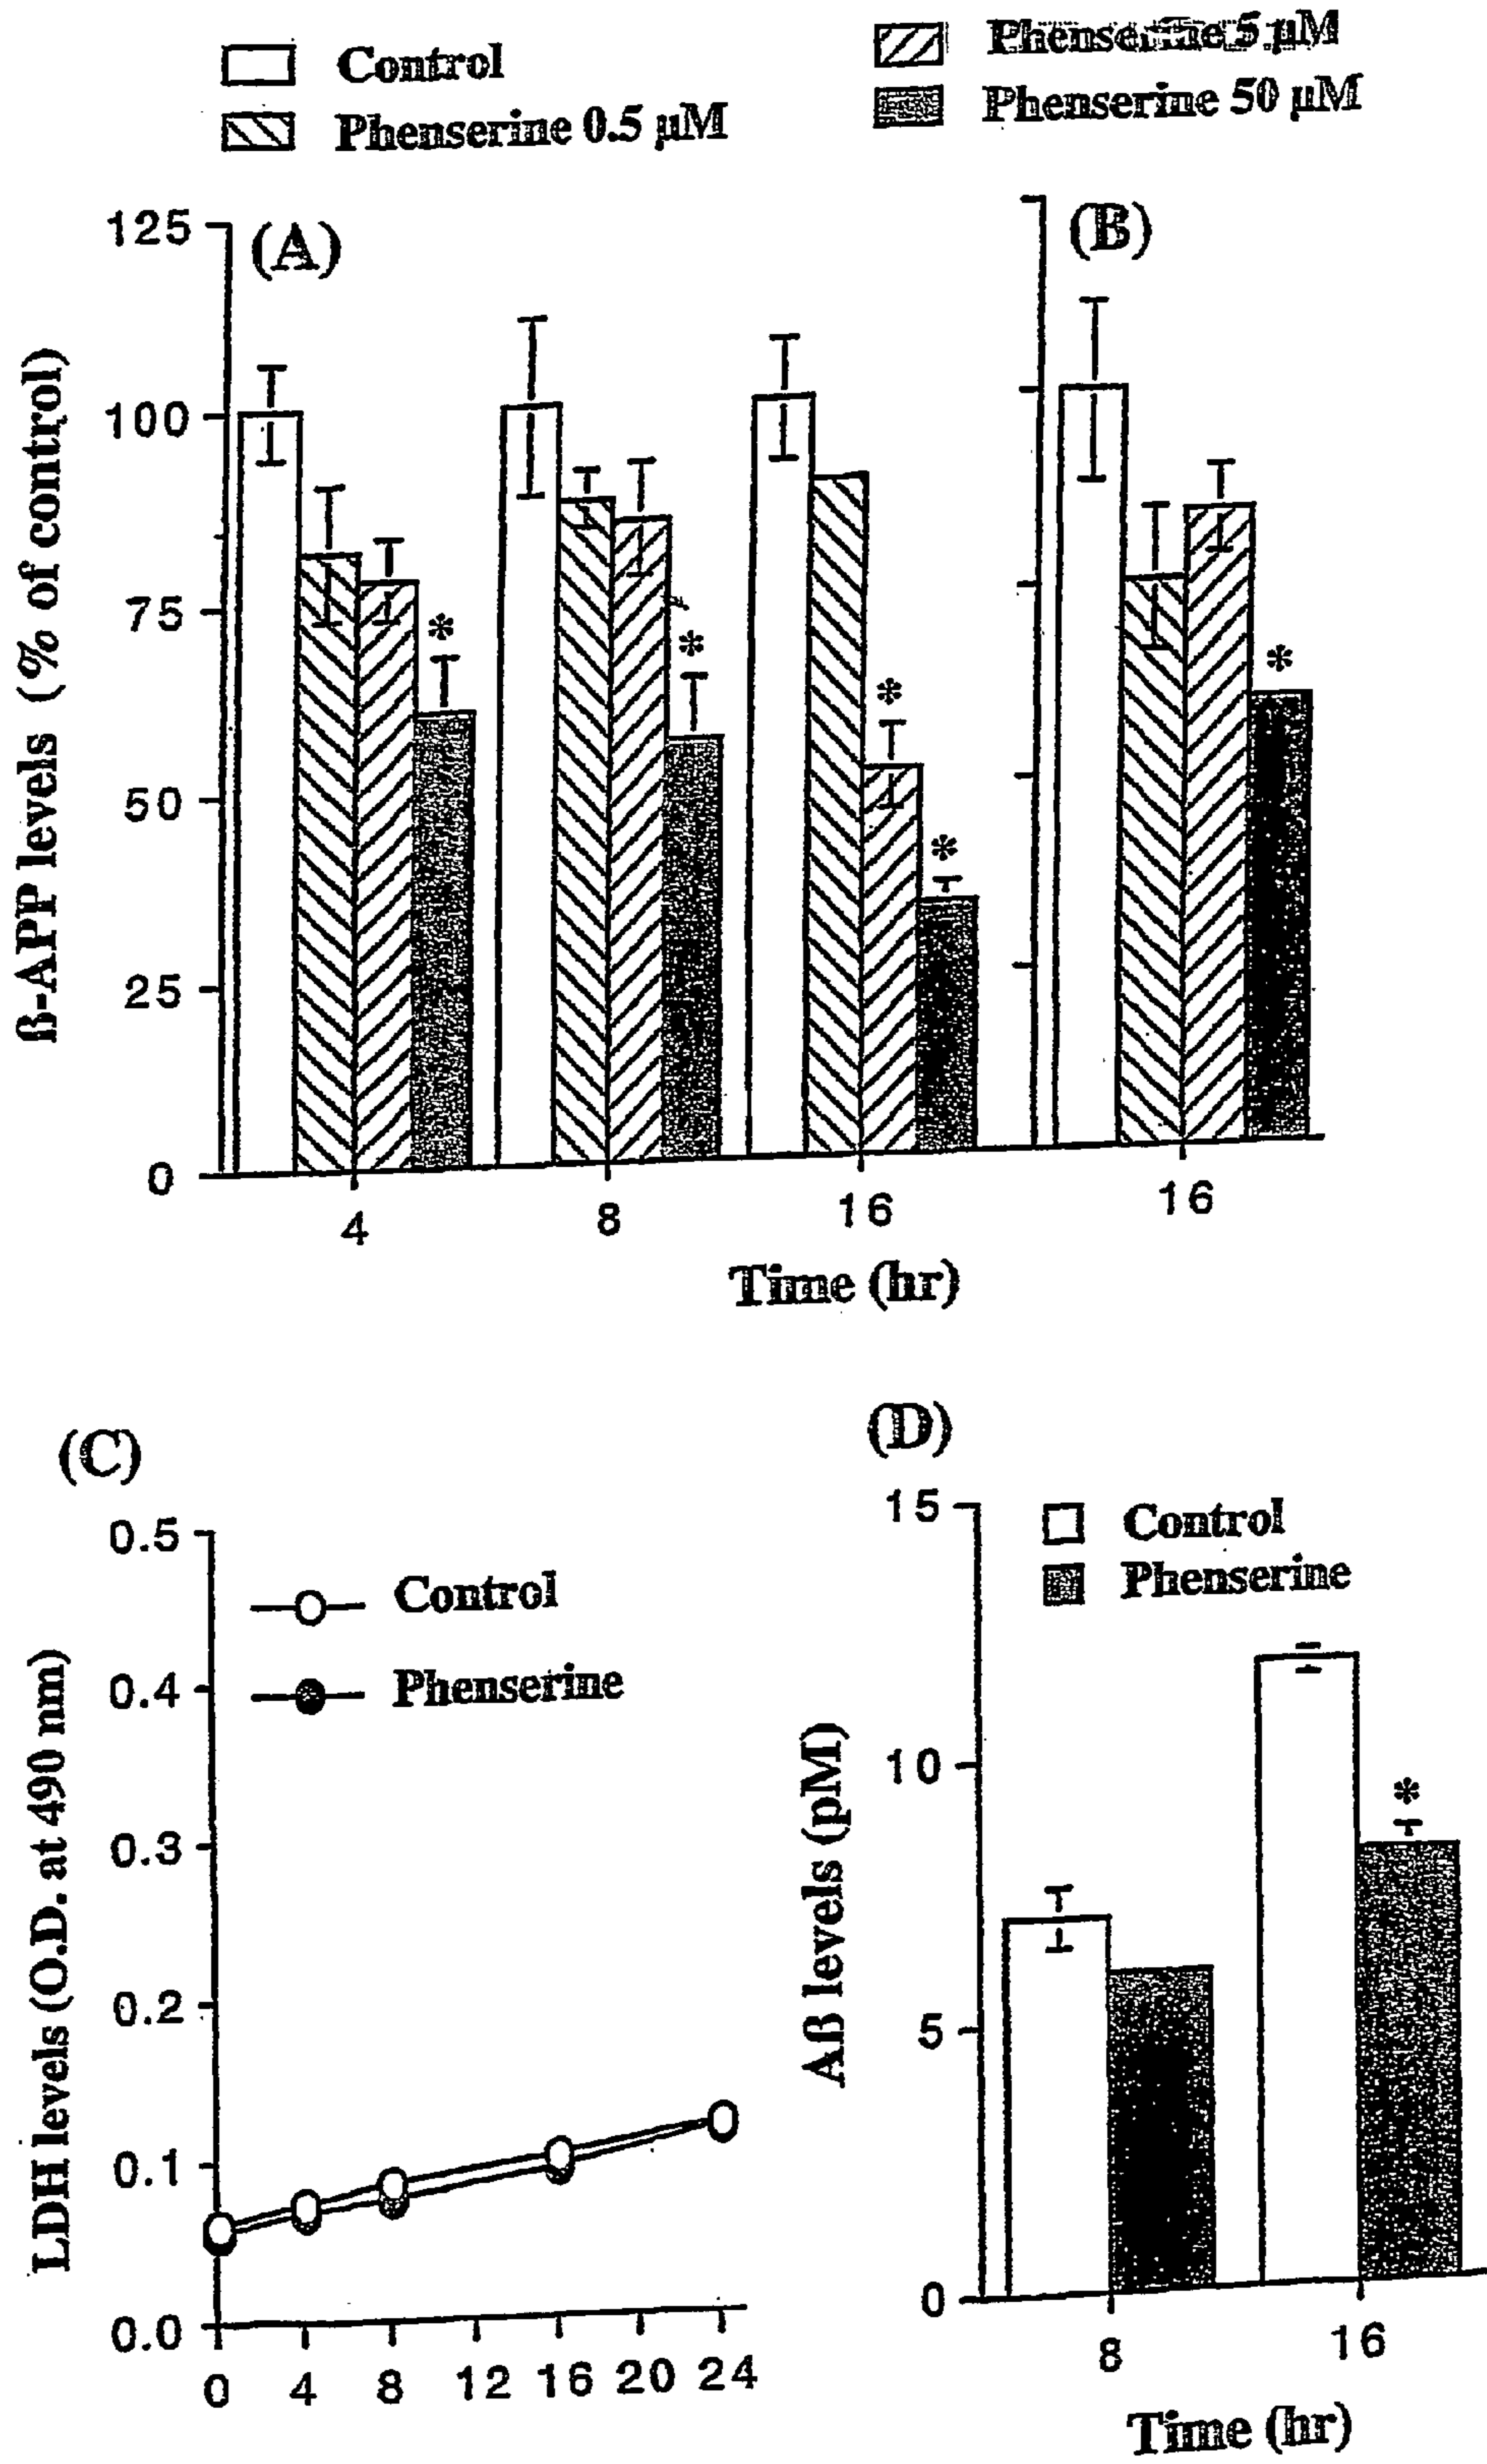 Control
Phenserine 0.5 µM
Phenserine 5 µM
Phenserine 50 µM
(A)
(B)
ß-APP levels (% of control)
125
100
75
50
25
0
*
*
*
*
*
4
8
16
16
Time (hr)
(C)
Control
Phenserine
LDH levels (O.D. at 490 nm)
0.5
0.4
0.3
0.2
0.1
0.0
0 4 8 12 16 20 24
(D)
Control
Phenserine
Aß levels (pM)
15
10
5
0
*
8
16
Time (hr)